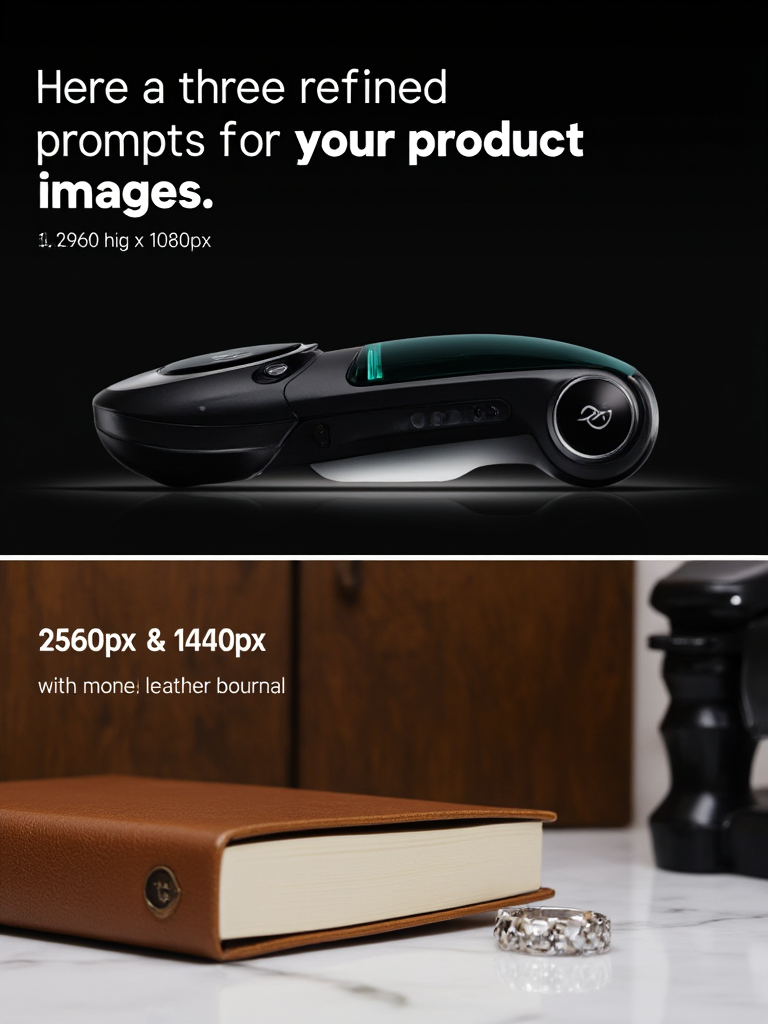 Here a three refined
prompts for your product
images.
1. 2960 hig x 1080px
2560px & 1440px
with mone: leather bournal